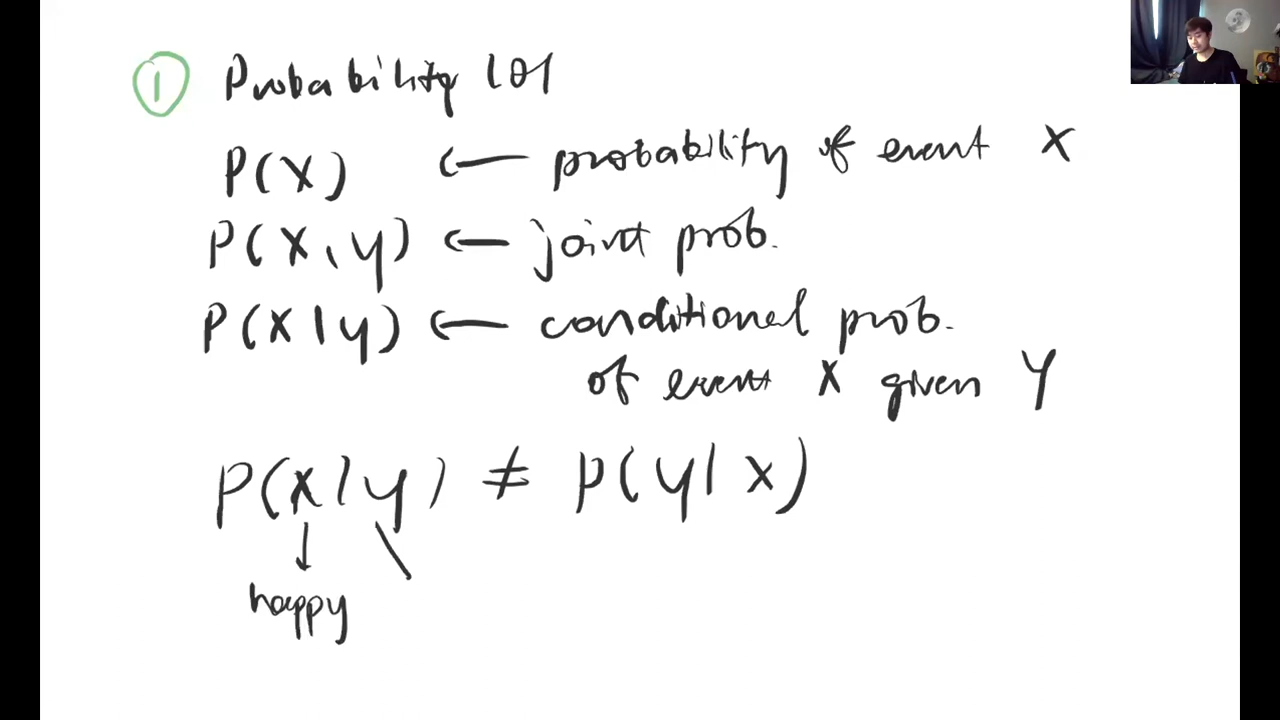 1 Probability 101
P(X) ← probability of event X
P(X,y) ← joint prob.
P(X|y) ← conditional prob.
of event X given Y
P(x|y) ≠ p(y|x)
happy